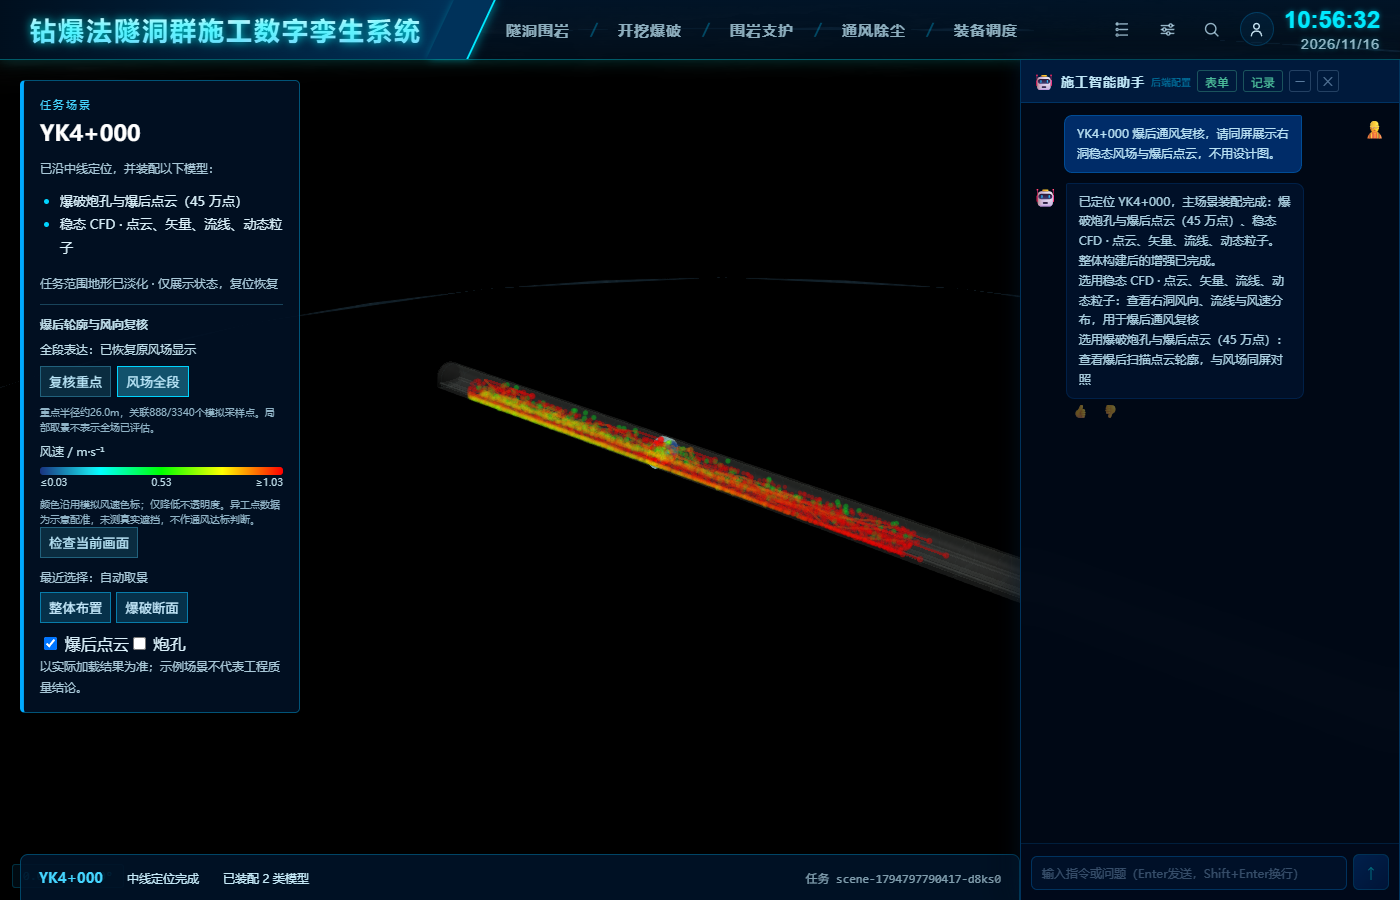 钻爆法隧洞群施工数字孪生系统
隧洞围岩 / 开挖爆破 / 围岩支护 / 通风除尘 / 装备调度
10:56:32
2026/11/16
任务场景
YK4+000
已沿中线定位，并装配以下模型：
爆破炮孔与爆后点云（45 万点）
稳态 CFD · 点云、矢量、流线、动态粒
子
任务范围地形已淡化 · 仅展示状态，复位恢复
爆后轮廓与风向复核
全段表达：已恢复原风场显示
复核重点 风场全段
重点半径约26.0m，关联888/3340个模拟采样点。局
部取景不表示全场已评估。
风速 / m·s⁻¹
≤0.03 0.53 ≥1.03
颜色沿用模拟风速色标；仅降低不透明度。异工点数据
为示意配准，未测真实遮挡，不作通风达标判断。
检查当前画面
最近选择：自动取景
整体布置 爆破断面
爆后点云 炮孔
以实际加载结果为准；示例场景不代表工程质
量结论。
YK4+000 中线定位完成 已装配 2 类模型
任务 scene-1794797790417-d8ks0
施工智能助手 后端配置 表单 记录
YK4+000 爆后通风复核，请同屏展示右
洞稳态风场与爆后点云，不用设计图。
已定位 YK4+000，主场景装配完成：爆
破炮孔与爆后点云（45 万点）、稳态
CFD · 点云、矢量、流线、动态粒子。
整体构建后的增强已完成。
选用稳态 CFD · 点云、矢量、流线、动
态粒子：查看右洞风向、流线与风速分
布，用于爆后通风复核
选用爆破炮孔与爆后点云（45 万点）：
查看爆后扫描点云轮廓，与风场同屏对
照
输入指令或问题（Enter发送，Shift+Enter换行）